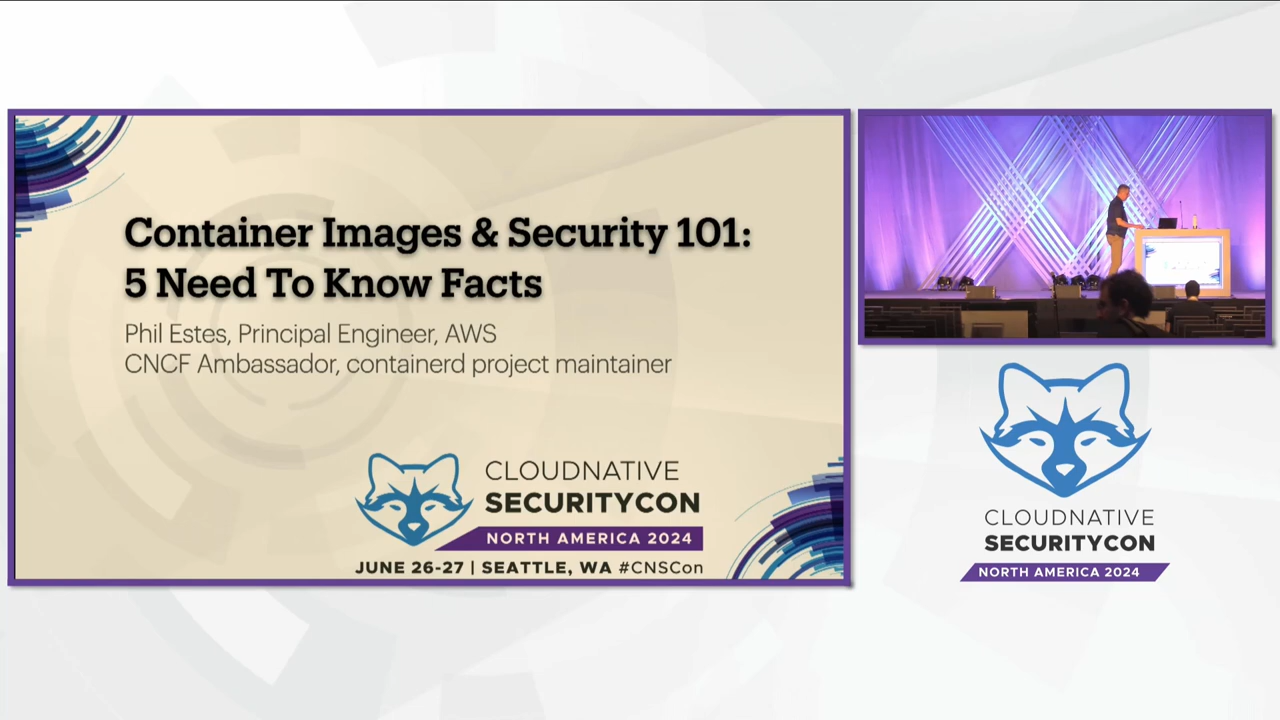 Container Images & Security 101:
5 Need To Know Facts
Phil Estes, Principal Engineer, AWS
CNCF Ambassador, containerd project maintainer
CLOUDNATIVE
SECURITYCON
NORTH AMERICA 2024
JUNE 26-27 | SEATTLE, WA #CNSCon
CLOUDNATIVE
SECURITYCON
NORTH AMERICA 2024